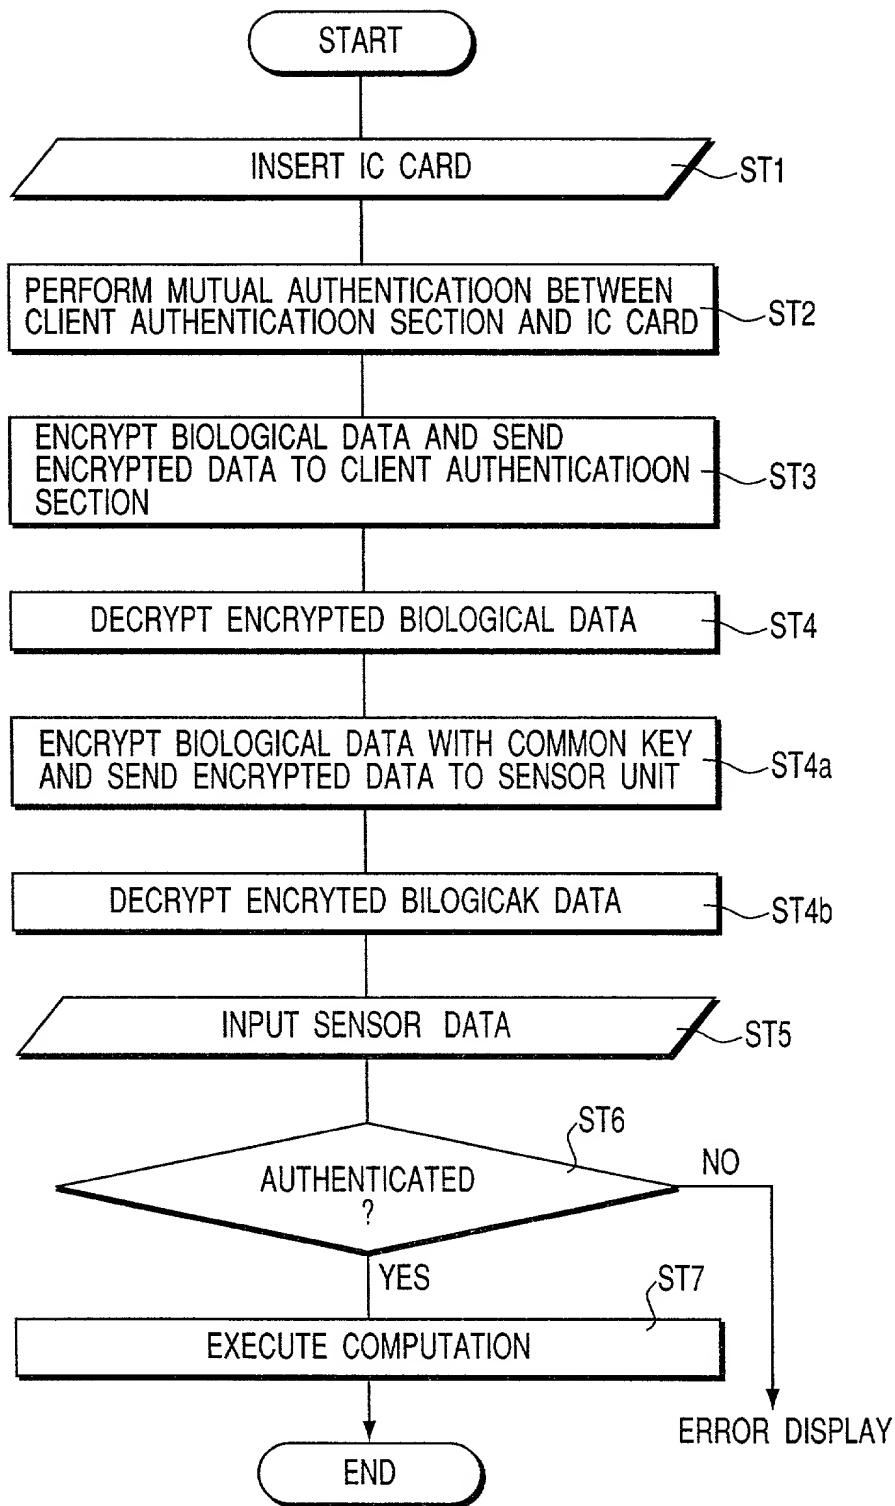 START
INSERT IC CARD
ST1
PERFORM MUTUAL AUTHENTICATIOON BETWEEN
CLIENT AUTHENTICATIOON SECTION AND IC CARD
ST2
ENCRYPT BIOLOGICAL DATA AND SEND
ENCRYPTED DATA TO CLIENT AUTHENTICATIOON
SECTION
ST3
DECRYPT ENCRYPTED BIOLOGICAL DATA
ST4
ENCRYPT BIOLOGICAL DATA WITH COMMON KEY
AND SEND ENCRYPTED DATA TO SENSOR UNIT
ST4a
DECRYPT ENCRYTED BILOGICAK DATA
ST4b
INPUT SENSOR DATA
ST5
ST6
AUTHENTICATED
?
NO
YES
ST7
EXECUTE COMPUTATION
ERROR DISPLAY
END